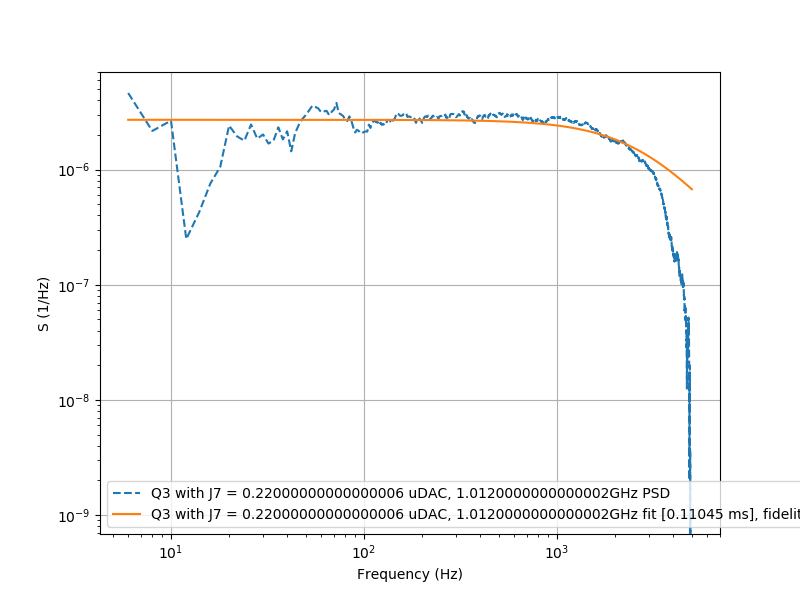 S (1/Hz)
10⁻⁶
10⁻⁷
10⁻⁸
10⁻⁹
Q3 with J7 = 0.22000000000000006 uDAC, 1.0120000000000002GHz PSD
Q3 with J7 = 0.22000000000000006 uDAC, 1.0120000000000002GHz fit [0.11045 ms], fidelit
10¹ 10² 10³
Frequency (Hz)